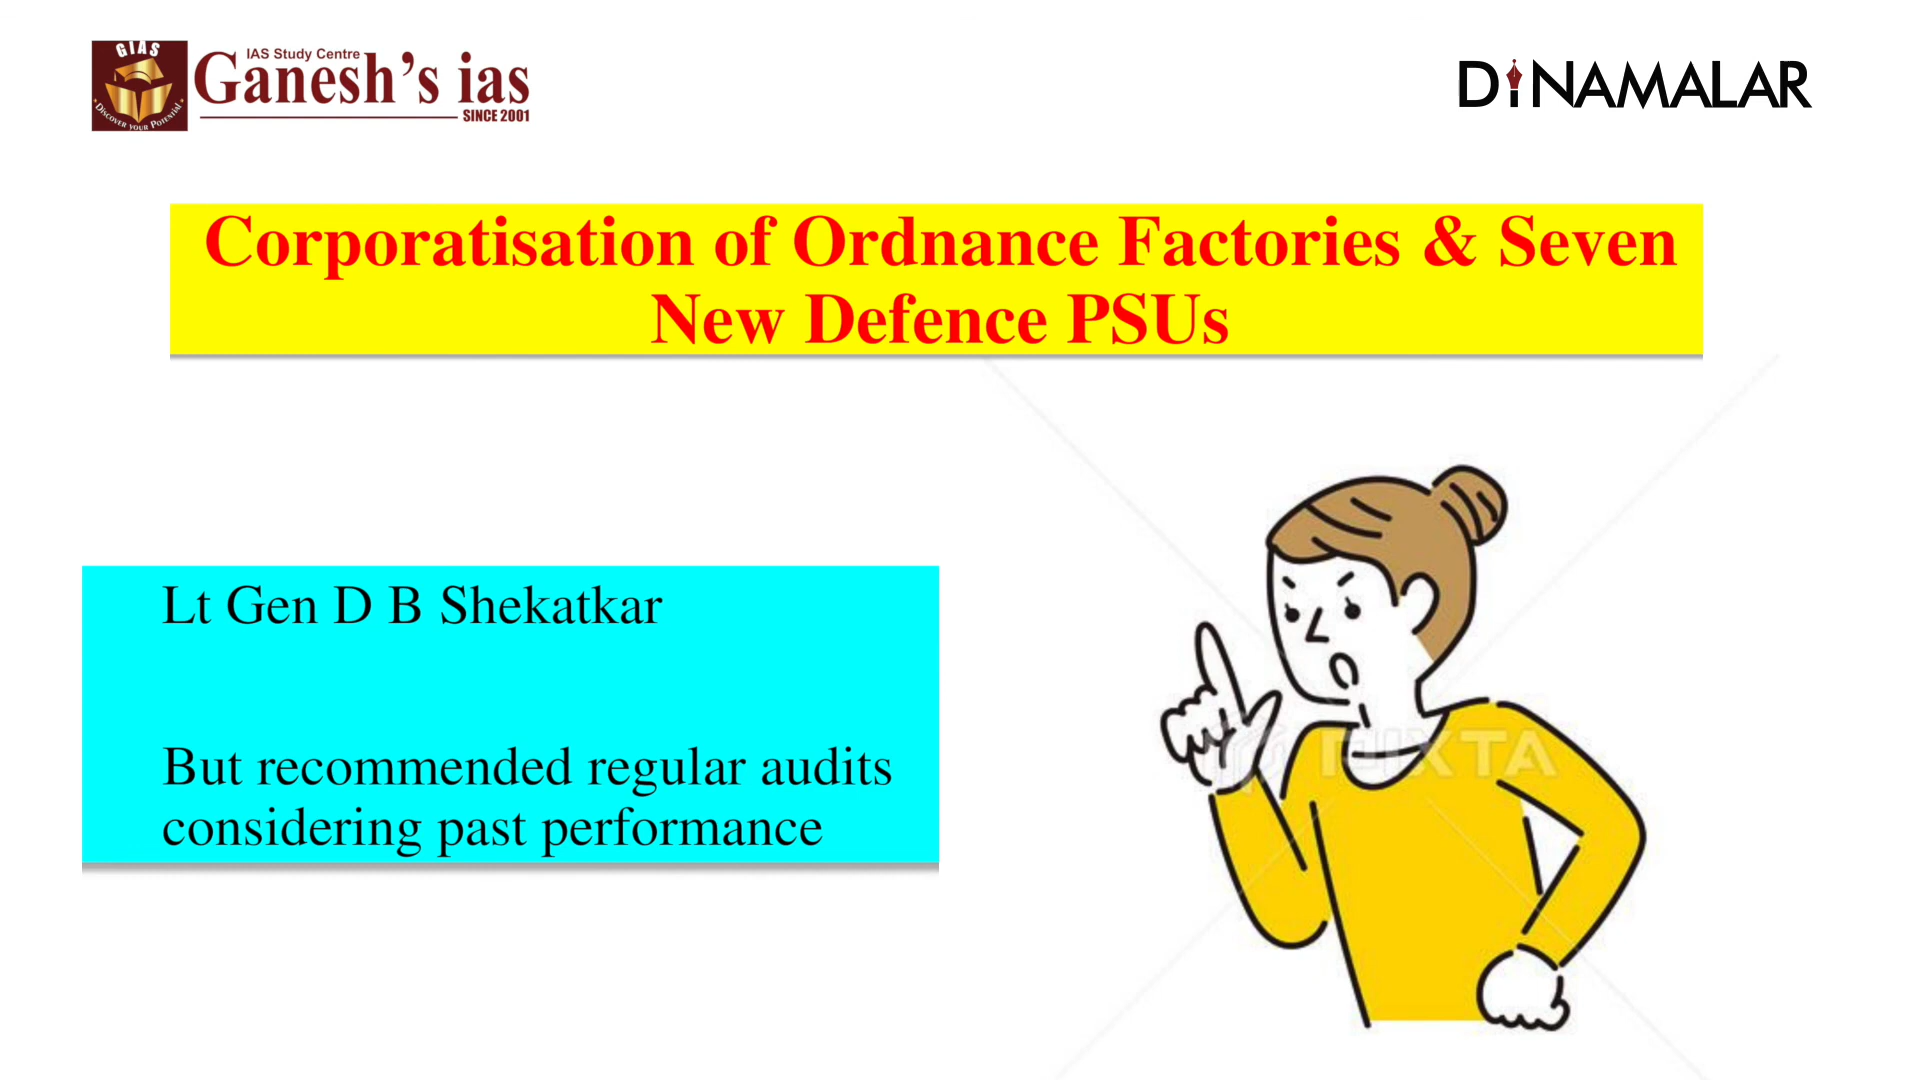 GIAS
DISCOVER YOUR POTENTIAL
IAS Study Centre
Ganesh's ias
SINCE 2001
DINAMALAR
Corporatisation of Ordnance Factories & Seven
New Defence PSUs
Lt Gen D B Shekatkar
But recommended regular audits
considering past performance
PIXTA